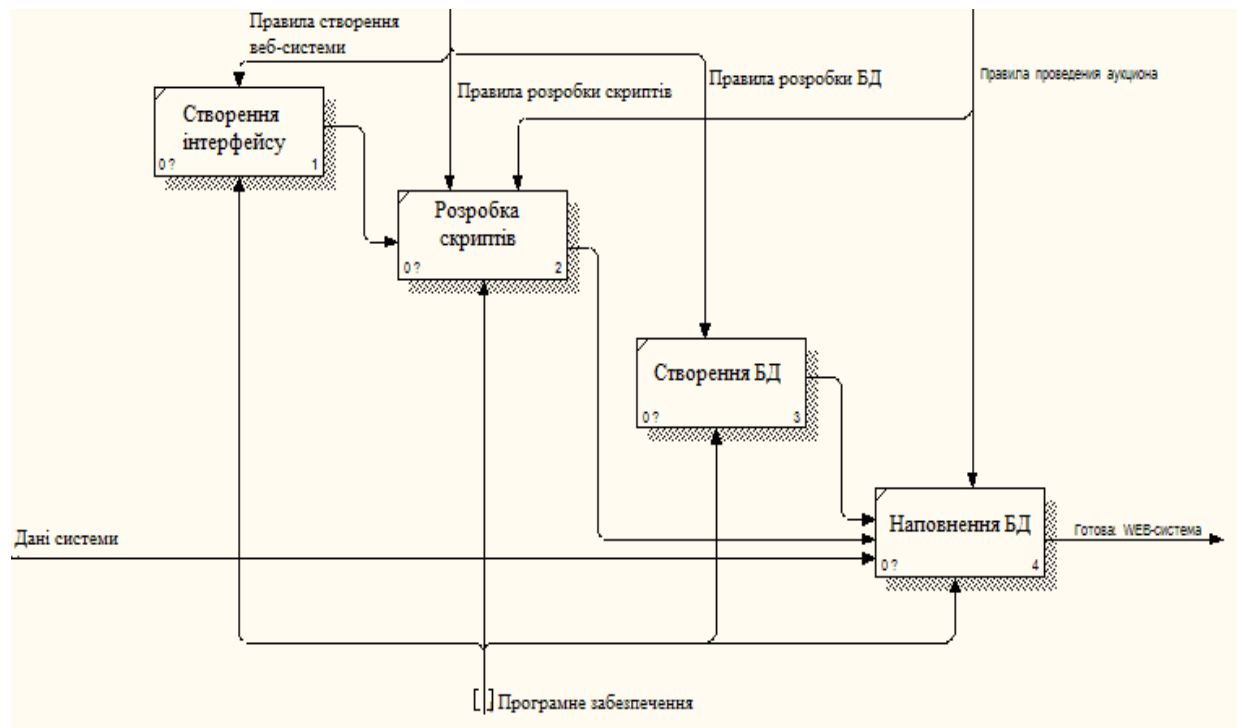 Правила створення
веб-системи
Правила розробки скриптів
Правила розробки БД
Правила проведения аукциона
Створення
інтерфейсу
0 ? 1
Розробка
скриптів
0 ? 2
Створення БД
0 ? 3
Наповнення БД
0 ? 4
Дані системи
Готова WEB-система
Програмне забезпечення